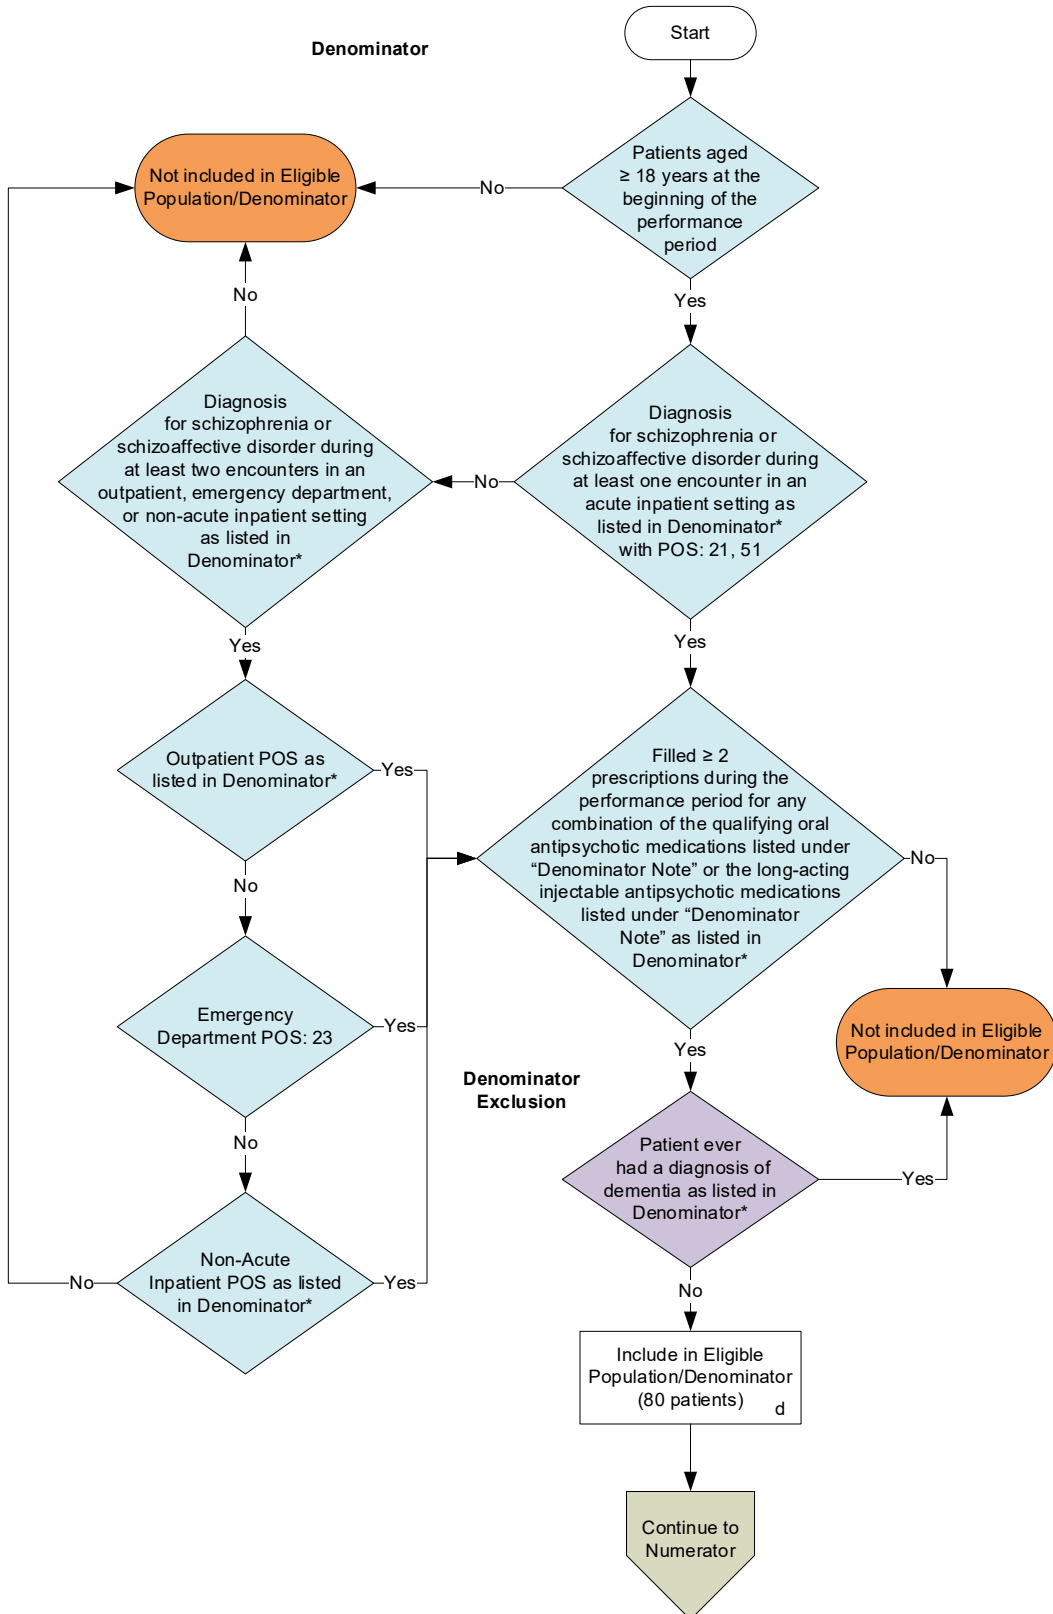 Start
Denominator
Patients aged
≥ 18 years at the
beginning of the
performance
period
No
Not included in Eligible
Population/Denominator
Yes
No
Diagnosis
for schizophrenia or
schizoaffective disorder during
at least one encounter in an
acute inpatient setting as
listed in Denominator*
with POS: 21, 51
No
Diagnosis
for schizophrenia or
schizoaffective disorder during
at least two encounters in an
outpatient, emergency department,
or non-acute inpatient setting
as listed in
Denominator*
Yes
Yes
Outpatient POS as
listed in Denominator*
Yes
No
Emergency
Department POS: 23
Yes
No
Non-Acute
Inpatient POS as listed
in Denominator*
No
Yes
Filled ≥ 2
prescriptions during the
performance period for any
combination of the qualifying oral
antipsychotic medications listed under
“Denominator Note” or the long-acting
injectable antipsychotic medications
listed under “Denominator
Note” as listed in
Denominator*
No
Not included in Eligible
Population/Denominator
Yes
Denominator
Exclusion
Patient ever
had a diagnosis of
dementia as listed in
Denominator*
Yes
No
Include in Eligible
Population/Denominator
(80 patients)
d
Continue to
Numerator